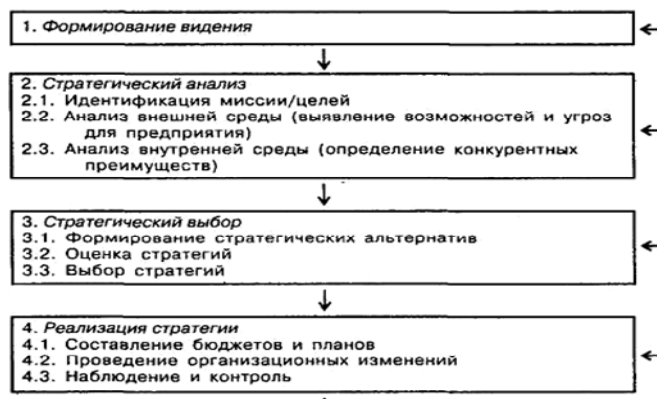 1. Формирование видения
2. Стратегический анализ
2.1. Идентификация миссии/целей
2.2. Анализ внешней среды (выявление возможностей и угроз
для предприятия)
2.3. Анализ внутренней среды (определение конкурентных
преимуществ)
3. Стратегический выбор
3.1. Формирование стратегических альтернатив
3.2. Оценка стратегий
3.3. Выбор стратегий
4. Реализация стратегии
4.1. Составление бюджетов и планов
4.2. Проведение организационных изменений
4.3. Наблюдение и контроль